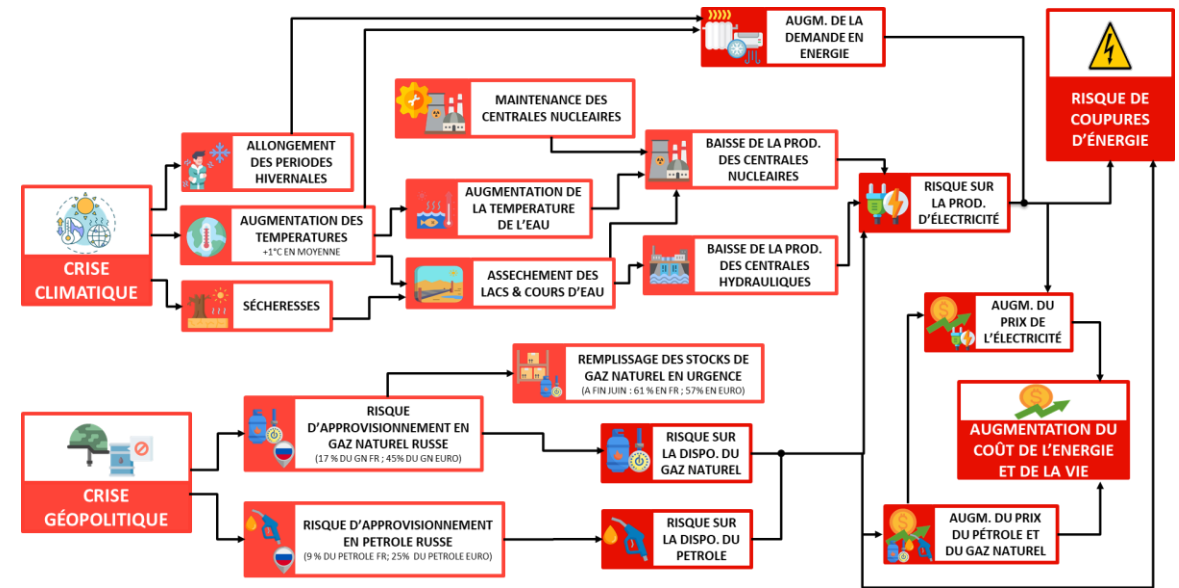 AUGM. DE LA
DEMANDE EN
ENERGIE
RISQUE DE
COUPURES
D'ÉNERGIE
MAINTENANCE DES
CENTRALES NUCLEAIRES
ALLONGEMENT
DES PERIODES
HIVERNALES
BAISSE DE LA PROD.
DES CENTRALES
NUCLEAIRES
RISQUE SUR
LA PROD.
D'ÉLECTRICITÉ
AUGMENTATION DES
TEMPERATURES
+1°C EN MOYENNE
AUGMENTATION DE
LA TEMPERATURE
DE L'EAU
CRISE
CLIMATIQUE
ASSECHEMENT DES
LACS & COURS D'EAU
BAISSE DE LA PROD.
DES CENTRALES
HYDRAULIQUES
SÉCHERESSES
AUGM. DU
PRIX DE
L'ÉLECTRICITÉ
REMPLISSAGE DES STOCKS DE
GAZ NATUREL EN URGENCE
(A FIN JUIN : 61 % EN FR ; 57% EN EURO)
RISQUE
D'APPROVISIONNEMENT EN
GAZ NATUREL RUSSE
(17 % DU GN FR ; 45% DU GN EURO)
RISQUE SUR
LA DISPO. DU
GAZ NATUREL
AUGMENTATION DU
COÛT DE L'ENERGIE
ET DE LA VIE
CRISE
GÉOPOLITIQUE
RISQUE D'APPROVISIONNEMENT
EN PETROLE RUSSE
(9 % DU PETROLE FR; 25% DU PETROLE EURO)
RISQUE SUR
LA DISPO. DU
PETROLE
AUGM. DU PRIX
DU PÉTROLE ET
DU GAZ NATUREL